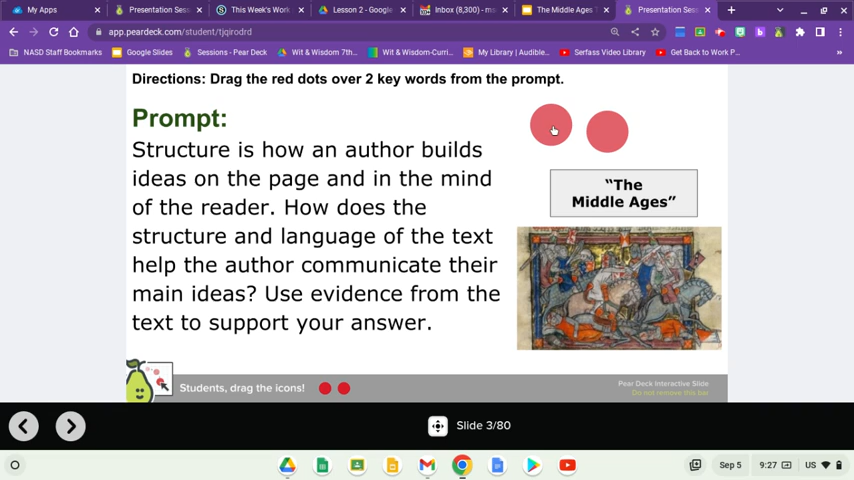 My Apps
Presentation Sess
This Week's Work
Lesson 2 - Google
Inbox (8,300) - ma
The Middle Ages T
Presentation Sess
app.peardeck.com/student/tjqirodrd
NASD Staff Bookmarks
Google Slides
Sessions - Pear Deck
Wit & Wisdom 7th...
Wit & Wisdom-Curri...
My Library | Audible...
Serfass Video Library
Get Back to Work P...
Directions: Drag the red dots over 2 key words from the prompt.
Prompt:
Structure is how an author builds
ideas on the page and in the mind
of the reader. How does the
structure and language of the text
help the author communicate their
main ideas? Use evidence from the
text to support your answer.
“The
Middle Ages”
Students, drag the icons!
Pear Deck Interactive Slide
Do not remove this bar
Slide 3/80
Sep 5
9:27
US